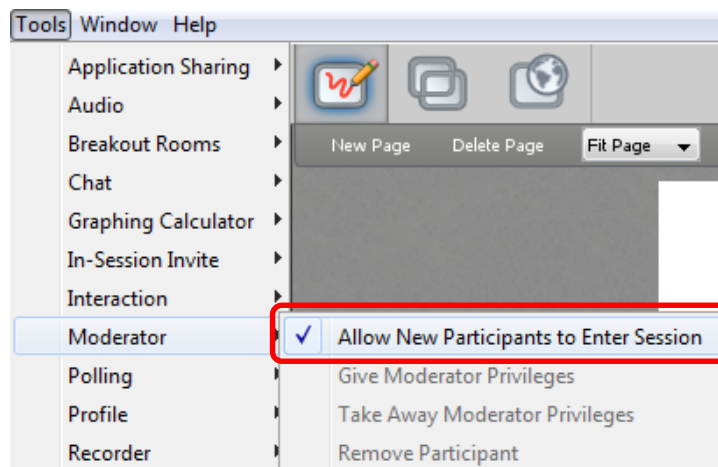 Tools Window Help
Application Sharing
Audio
Breakout Rooms
New Page Delete Page Fit Page
Chat
Graphing Calculator
In-Session Invite
Interaction
Moderator
Allow New Participants to Enter Session
Polling
Give Moderator Privileges
Profile
Take Away Moderator Privileges
Recorder
Remove Participant